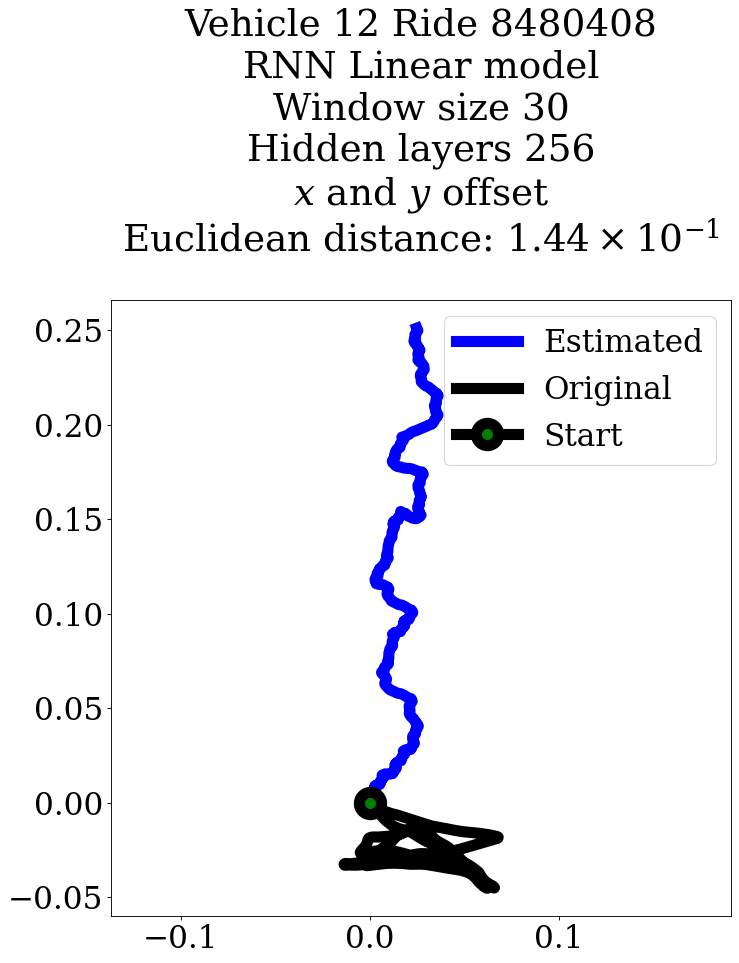 Vehicle 12 Ride 8480408
RNN Linear model
Window size 30
Hidden layers 256
x and y offset
Euclidean distance: 1.44 × 10⁻¹
0.25
0.20
0.15
0.10
0.05
0.00
−0.05
−0.1
0.0
0.1
Estimated
Original
Start